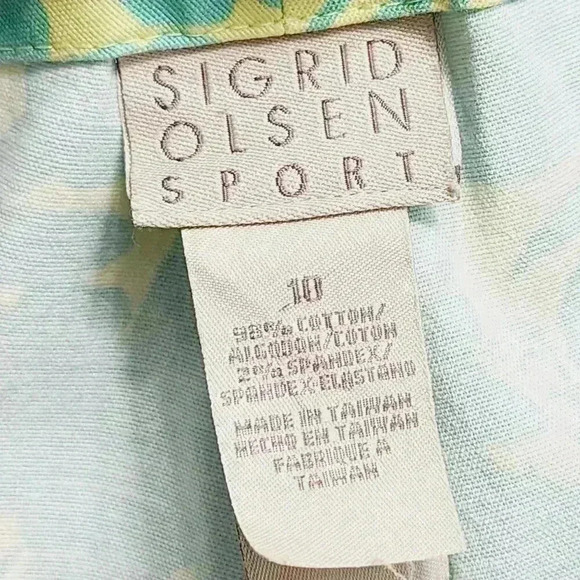 SIGRID
OLSEN
SPORT
10
98% COTTON/
ALGODON/COTON
2% SPANDEX/
SPANDEX-ELASTANO
MADE IN TAIWAN
HECHO EN TAIWAN
FABRIQUE A
TAIWAN